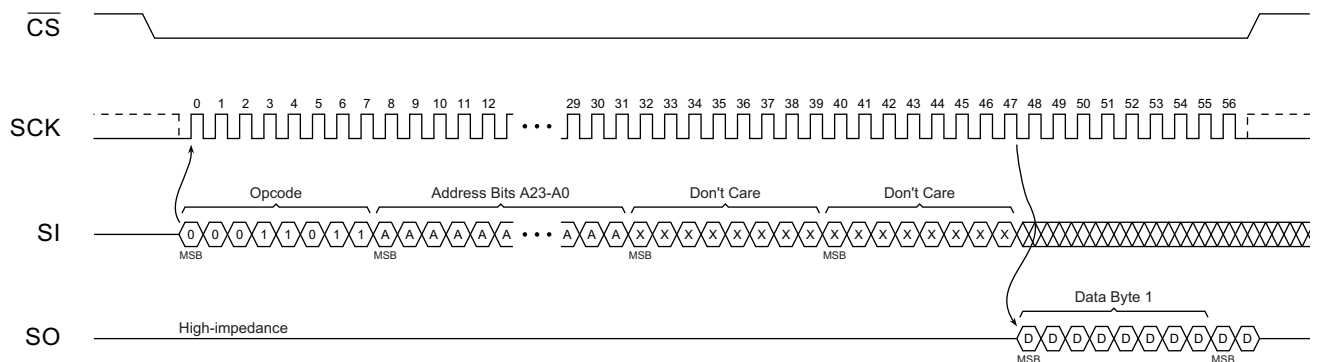 CS
0 1 2 3 4 5 6 7 8 9 10 11 12 29 30 31 32 33 34 35 36 37 38 39 40 41 42 43 44 45 46 47 48 49 50 51 52 53 54 55 56
SCK •••
Opcode Address Bits A23-A0 Don't Care Don't Care
SI 0 0 0 1 1 0 1 1 A A A A A A ••• A A A X X X X X X X X X X X X X X X X
MSB MSB MSB MSB
Data Byte 1
High-impedance
SO D D D D D D D D D D
MSB MSB